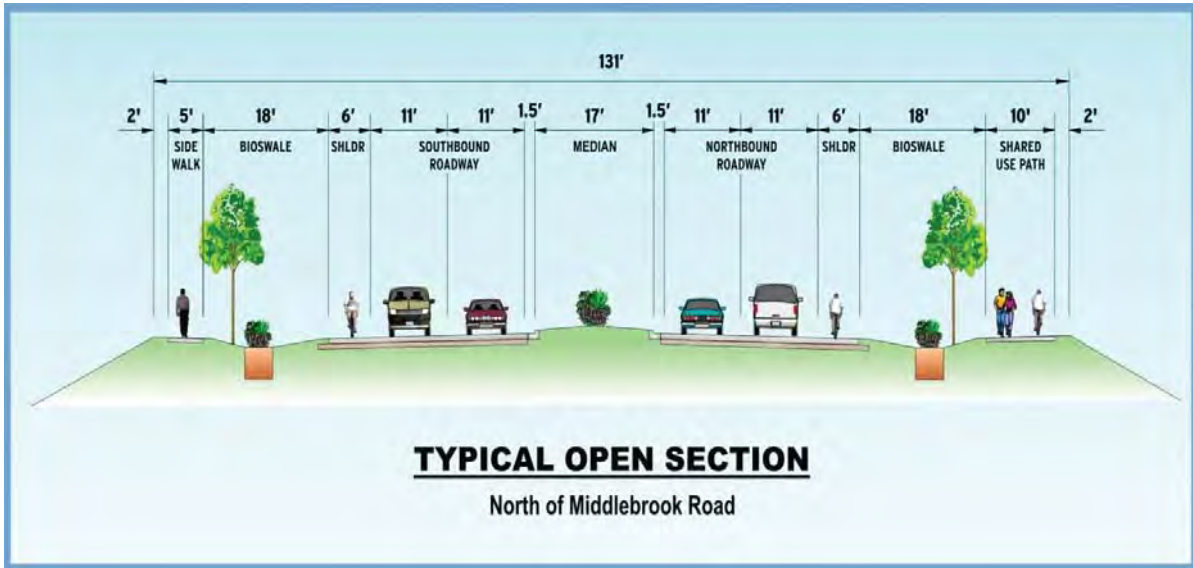 131'
2' 5' 18' 6' 11' 11' 1.5' 17' 1.5' 11' 11' 6' 18' 10' 2'
SIDE WALK
BIOSWALE
SHLDR
SOUTHBOUND ROADWAY
MEDIAN
NORTHBOUND ROADWAY
SHLDR
BIOSWALE
SHARED USE PATH
TYPICAL OPEN SECTION
North of Middlebrook Road